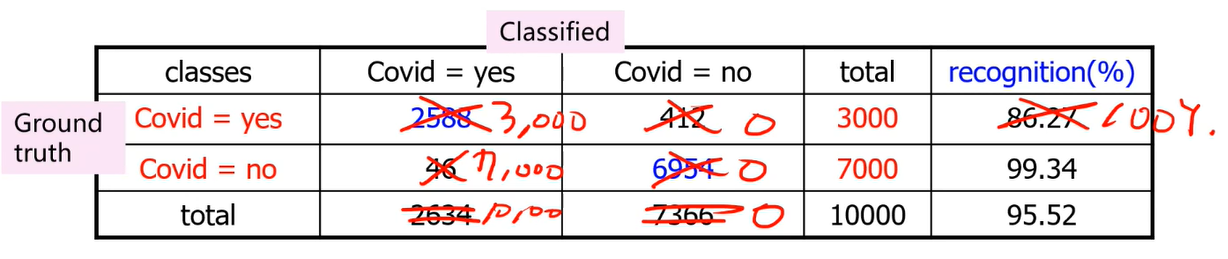 Classified
classes Covid = yes Covid = no total recognition(%)
Ground truth
Covid = yes 2588 3,000 412 0 3000 86.27 100%.
Covid = no 46 7,000 6954 0 7000 99.34
total 2634 10,00 7366 0 10000 95.52